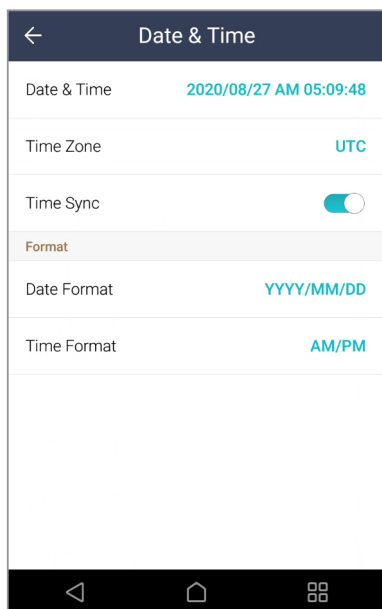 Date & Time
Date & Time 2020/08/27 AM 05:09:48
Time Zone UTC
Time Sync
Format
Date Format YYYY/MM/DD
Time Format AM/PM